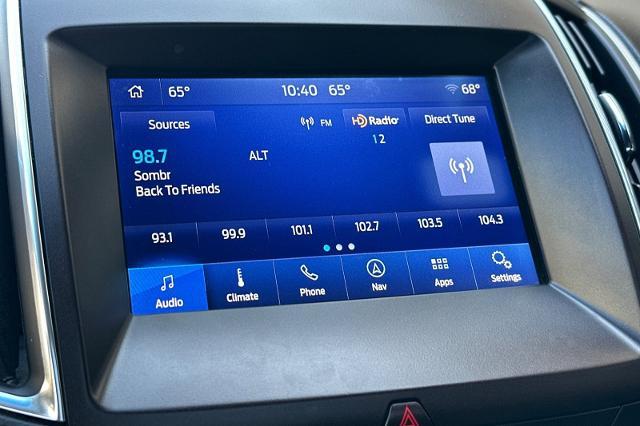 65° 10:40 65° 68°
Sources FM HD Radio Direct Tune
1 2
98.7 ALT
Sombr
Back To Friends
93.1 99.9 101.1 102.7 103.5 104.3
Audio Climate Phone Nav Apps Settings